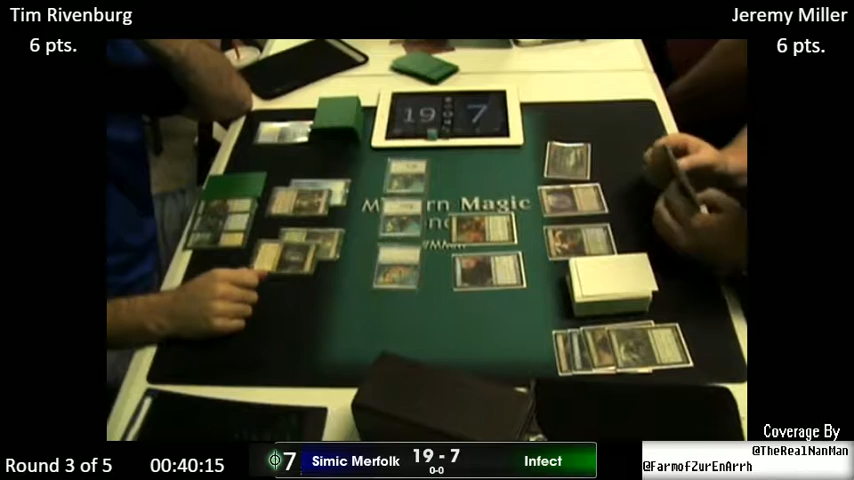 Tim Rivenburg
6 pts.
Jeremy Miller
6 pts.
19 7
Magic
Coverage By
@TheRealNanMan
@FarmofZurEnArrh
Round 3 of 5
00:40:15
7
Simic Merfolk
19 - 7
0-0
Infect